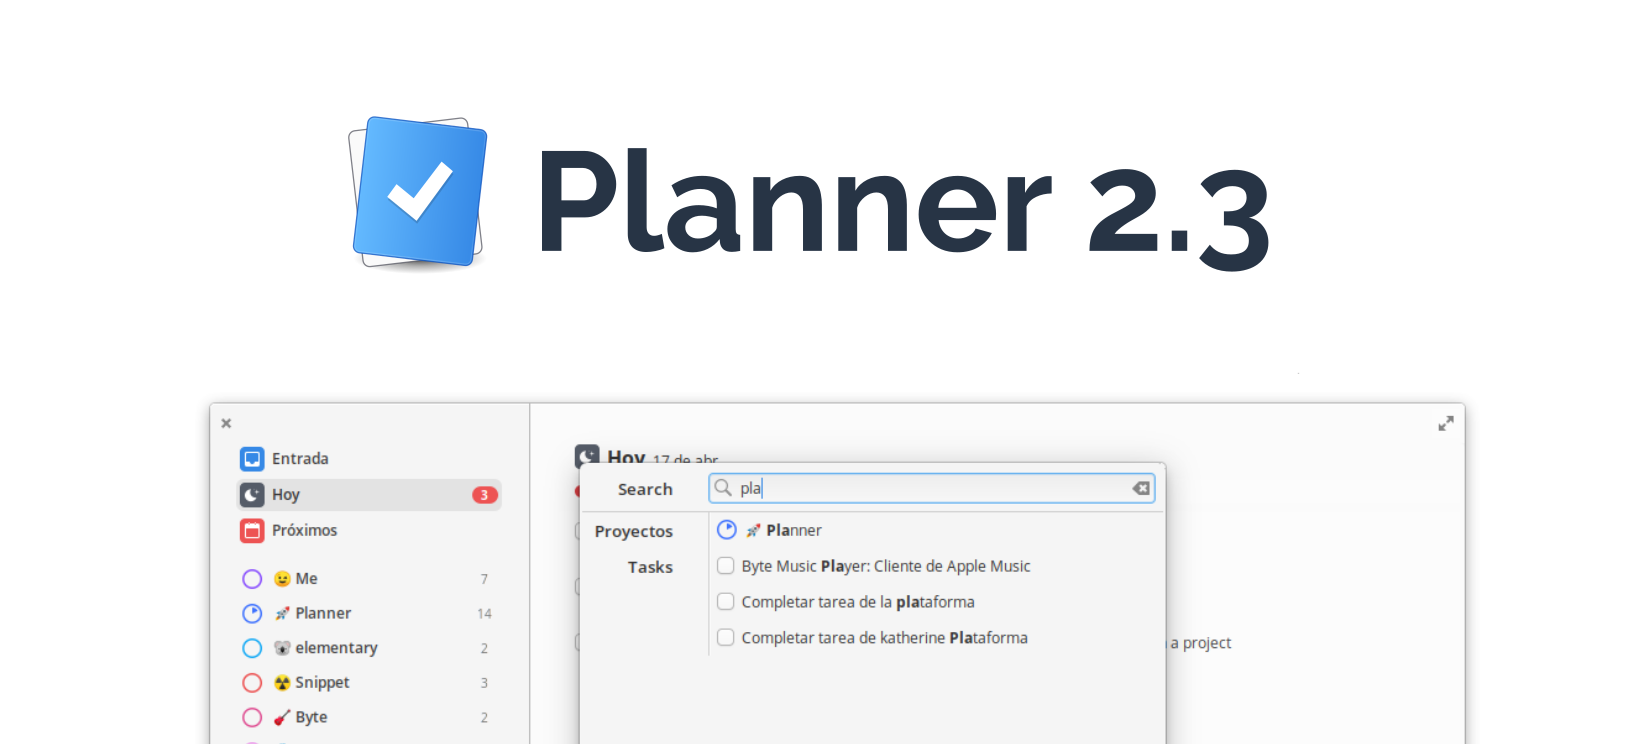 Planner 2.3
Entrada
Hoy 3
Próximos
😉 Me 7
🚀 Planner 14
🐨 elementary 2
☢ Snippet 3
🎸 Byte 2
Hoy 17 de abr
Search pla
Proyectos 🚀 Planner
Tasks Byte Music Player: Cliente de Apple Music
Completar tarea de la plataforma
Completar tarea de katherine Plataforma
a project